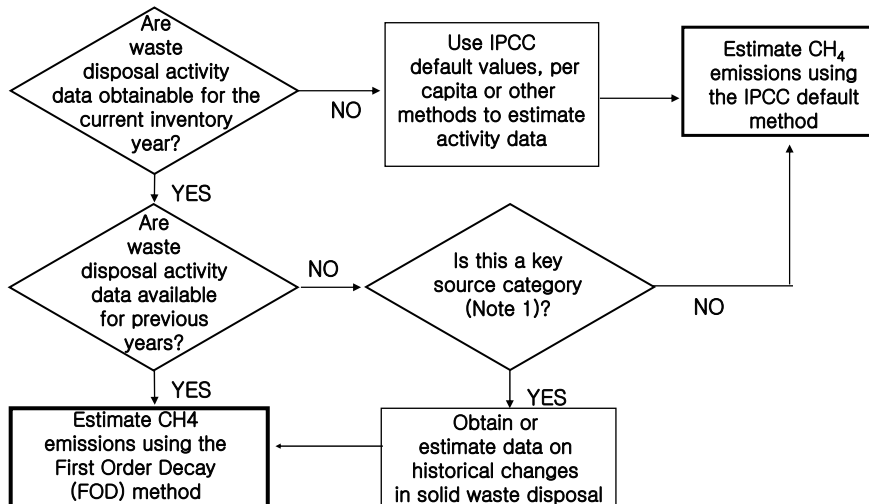 Are
waste
disposal activity
data obtainable for the
current inventory
year?
NO
Use IPCC
default values, per
capita or other
methods to estimate
activity data
Estimate CH₄
emissions using
the IPCC default
method
YES
Are
waste
disposal activity
data available
for previous
years?
NO
Is this a key
source category
(Note 1)?
NO
YES
YES
Estimate CH4
emissions using the
First Order Decay
(FOD) method
Obtain or
estimate data on
historical changes
in solid waste disposal